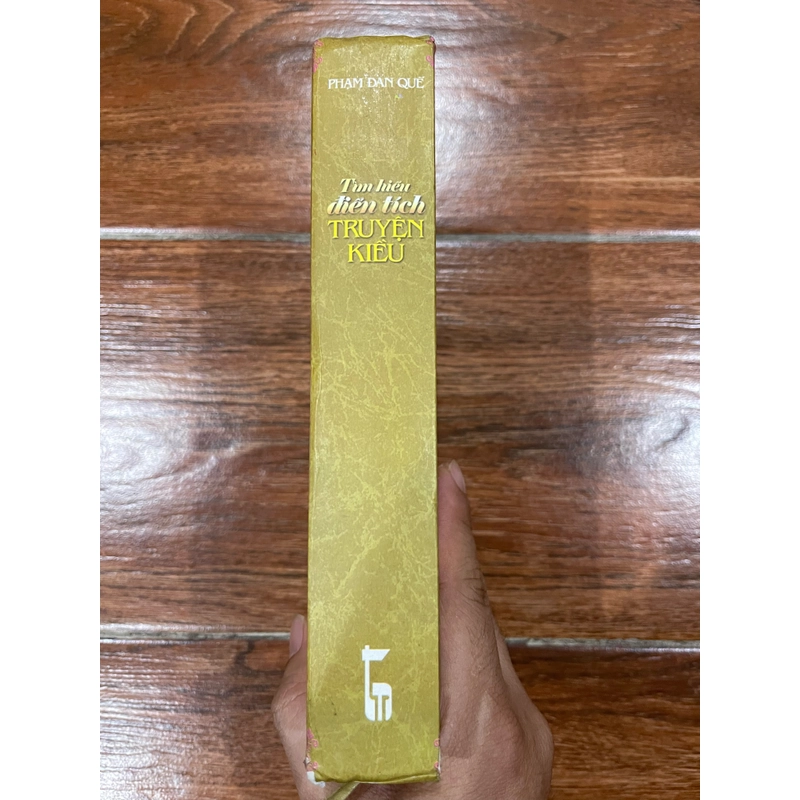 PHẠM ĐAN QUẾ
Tìm hiểu
điển tích
TRUYỆN
KIỀU